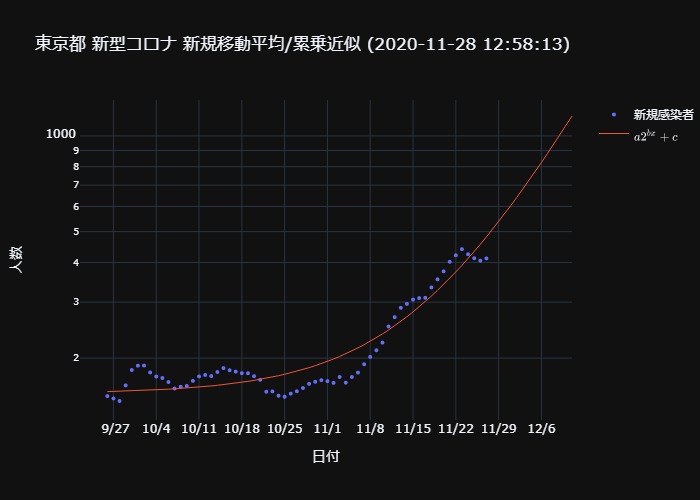 東京都 新型コロナ 新規移動平均/累乗近似 (2020-11-28 12:58:13)
新規感染者
a2^{bx} + c
1000
9
8
7
6
5
4
3
2
人数
9/27 10/4 10/11 10/18 10/25 11/1 11/8 11/15 11/22 11/29 12/6
日付